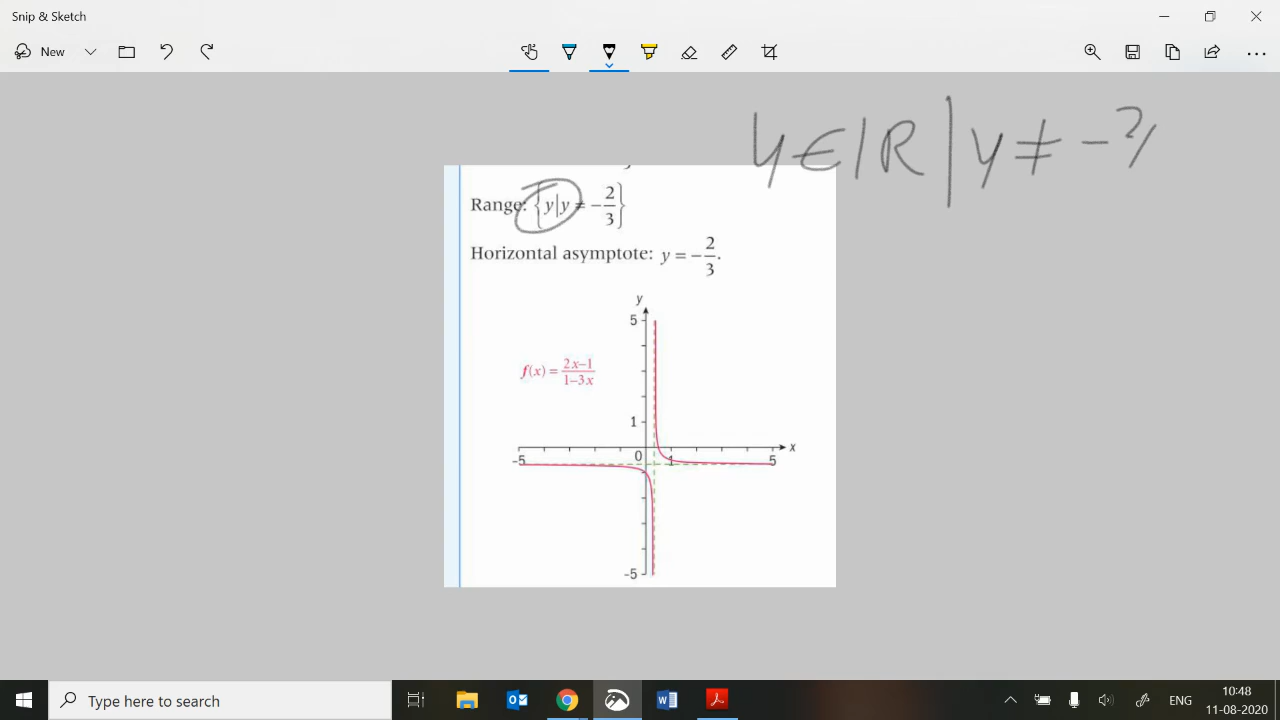 Snip & Sketch
New
y ∈ ℝ | y ≠ -2/
Range: {y|y ≠ -2/3}
Horizontal asymptote: y = -2/3.
y
5
f(x) = 2x–1/1–3x
1
x
-5 0 1 5
-5
Type here to search
ENG
10:48
11-08-2020